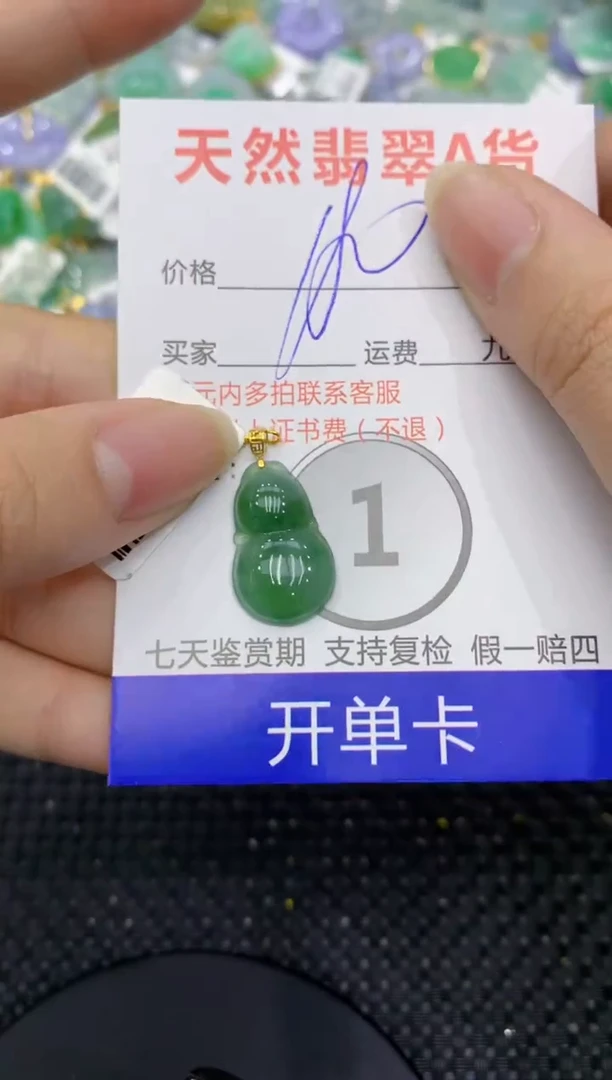 天然翡翠A货
价格
买家 运费 九
元内多拍联系客服
上证书费（不退）
1
七天鉴赏期 支持复检 假一赔四
开单卡